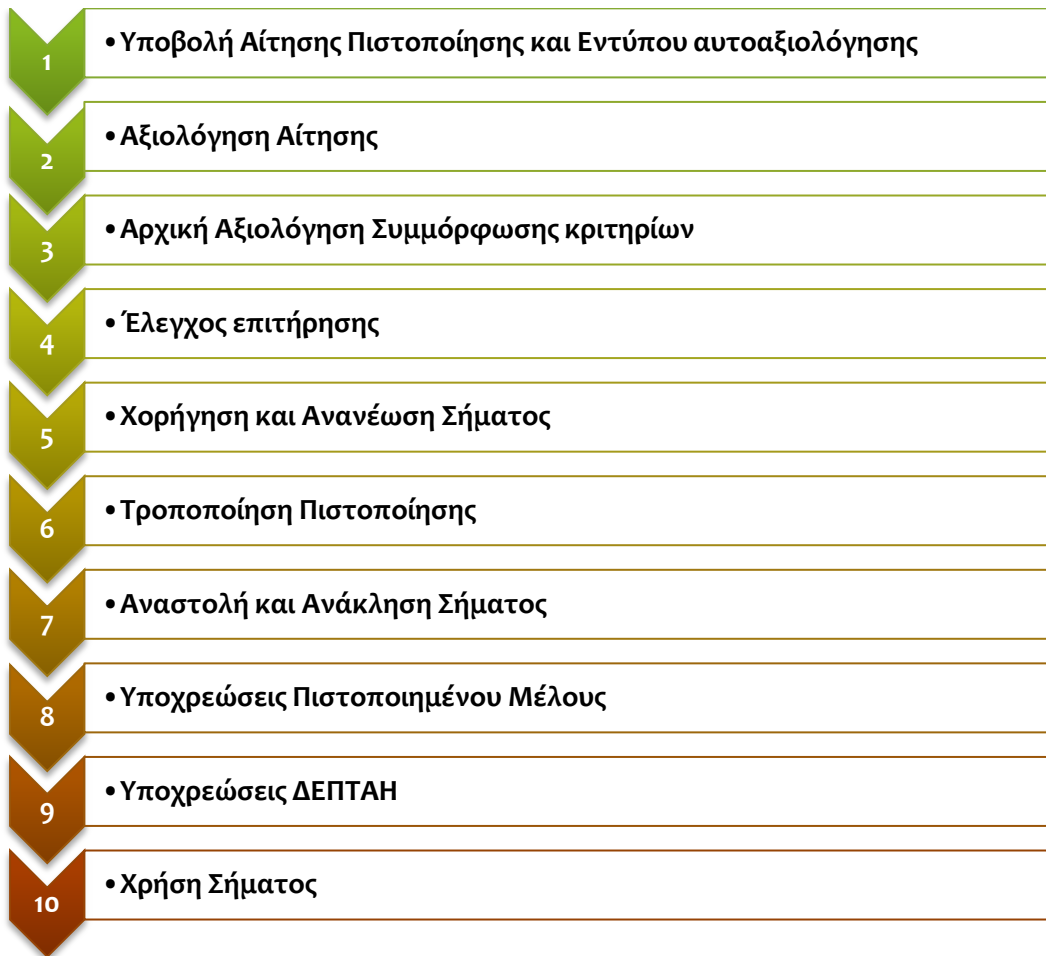 1
•Υποβολή Αίτησης Πιστοποίησης και Εντύπου αυτοαξιολόγησης
2
•Αξιολόγηση Αίτησης
3
•Αρχική Αξιολόγηση Συμμόρφωσης κριτηρίων
4
•Έλεγχος επιτήρησης
5
•Χορήγηση και Ανανέωση Σήματος
6
•Τροποποίηση Πιστοποίησης
7
•Αναστολή και Ανάκληση Σήματος
8
•Υποχρεώσεις Πιστοποιημένου Μέλους
9
•Υποχρεώσεις ΔΕΠΤΑΗ
10
•Χρήση Σήματος